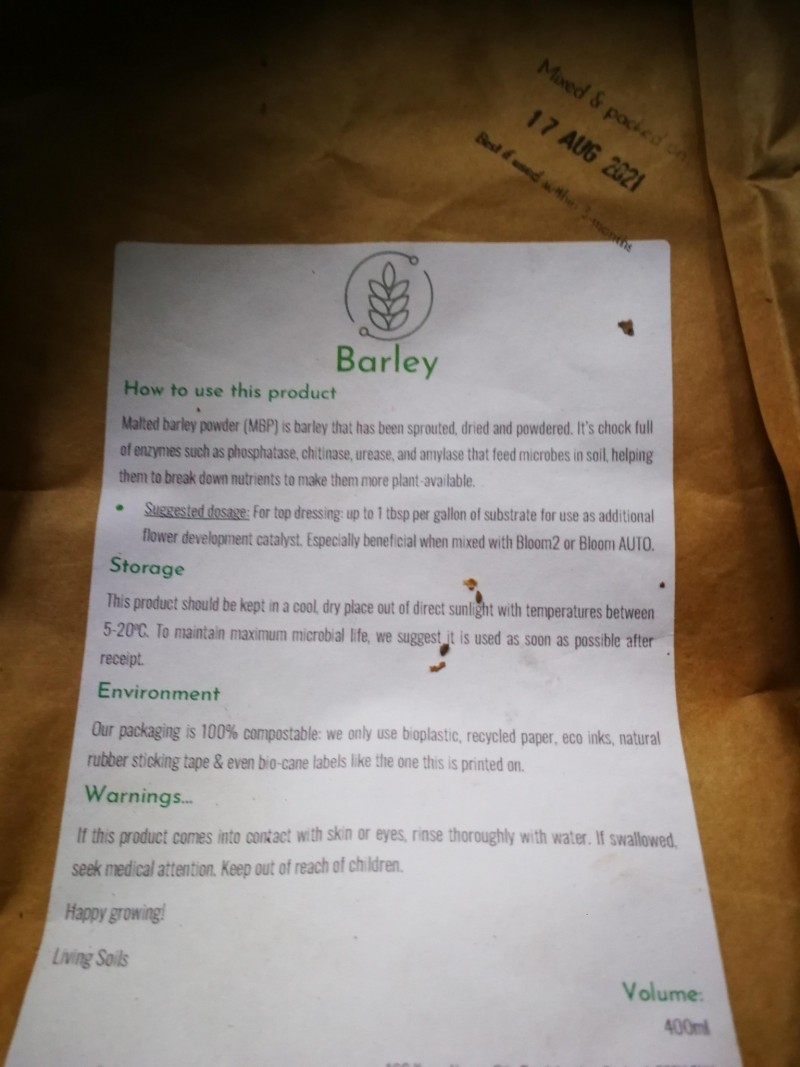 Mixed & packed on:
17 AUG 2021
Best if used within 3 months
Barley
How to use this product
Malted barley powder (MBP) is barley that has been sprouted, dried and powdered. It's chock full
of enzymes such as phosphatase, chitinase, urease, and amylase that feed microbes in soil, helping
them to break down nutrients to make them more plant-available.
• Suggested dosage: For top dressing: up to 1 tbsp per gallon of substrate for use as additional
flower development catalyst. Especially beneficial when mixed with Bloom2 or Bloom AUTO.
Storage
This product should be kept in a cool, dry place out of direct sunlight with temperatures between
5-20ºC. To maintain maximum microbial life, we suggest it is used as soon as possible after
receipt.
Environment
Our packaging is 100% compostable: we only use bioplastic, recycled paper, eco inks, natural
rubber sticking tape & even bio-cane labels like the one this is printed on.
Warnings...
If this product comes into contact with skin or eyes, rinse thoroughly with water. If swallowed,
seek medical attention. Keep out of reach of children.
Happy growing!
Living Soils
Volume:
400ml